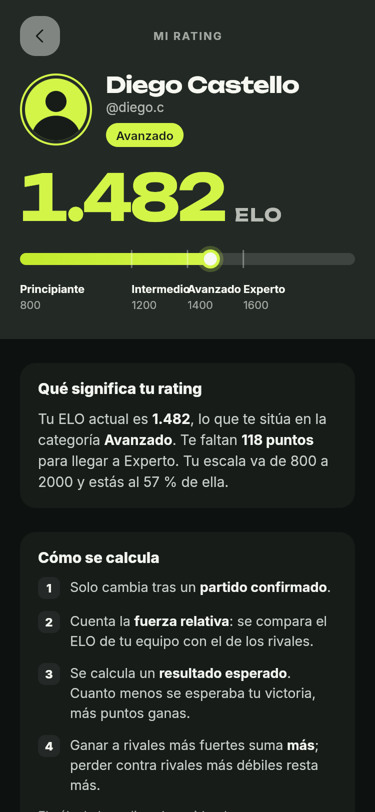 MI RATING
Diego Castello
@diego.c
Avanzado
1.482 ELO
Principiante Intermedio Avanzado Experto
800 1200 1400 1600
Qué significa tu rating
Tu ELO actual es 1.482, lo que te sitúa en la
categoría Avanzado. Te faltan 118 puntos
para llegar a Experto. Tu escala va de 800 a
2000 y estás al 57 % de ella.
Cómo se calcula
1 Solo cambia tras un partido confirmado.
2 Cuenta la fuerza relativa: se compara el
ELO de tu equipo con el de los rivales.
3 Se calcula un resultado esperado.
Cuanto menos se esperaba tu victoria,
más puntos ganas.
4 Ganar a rivales más fuertes suma más;
perder contra rivales más débiles resta
más.